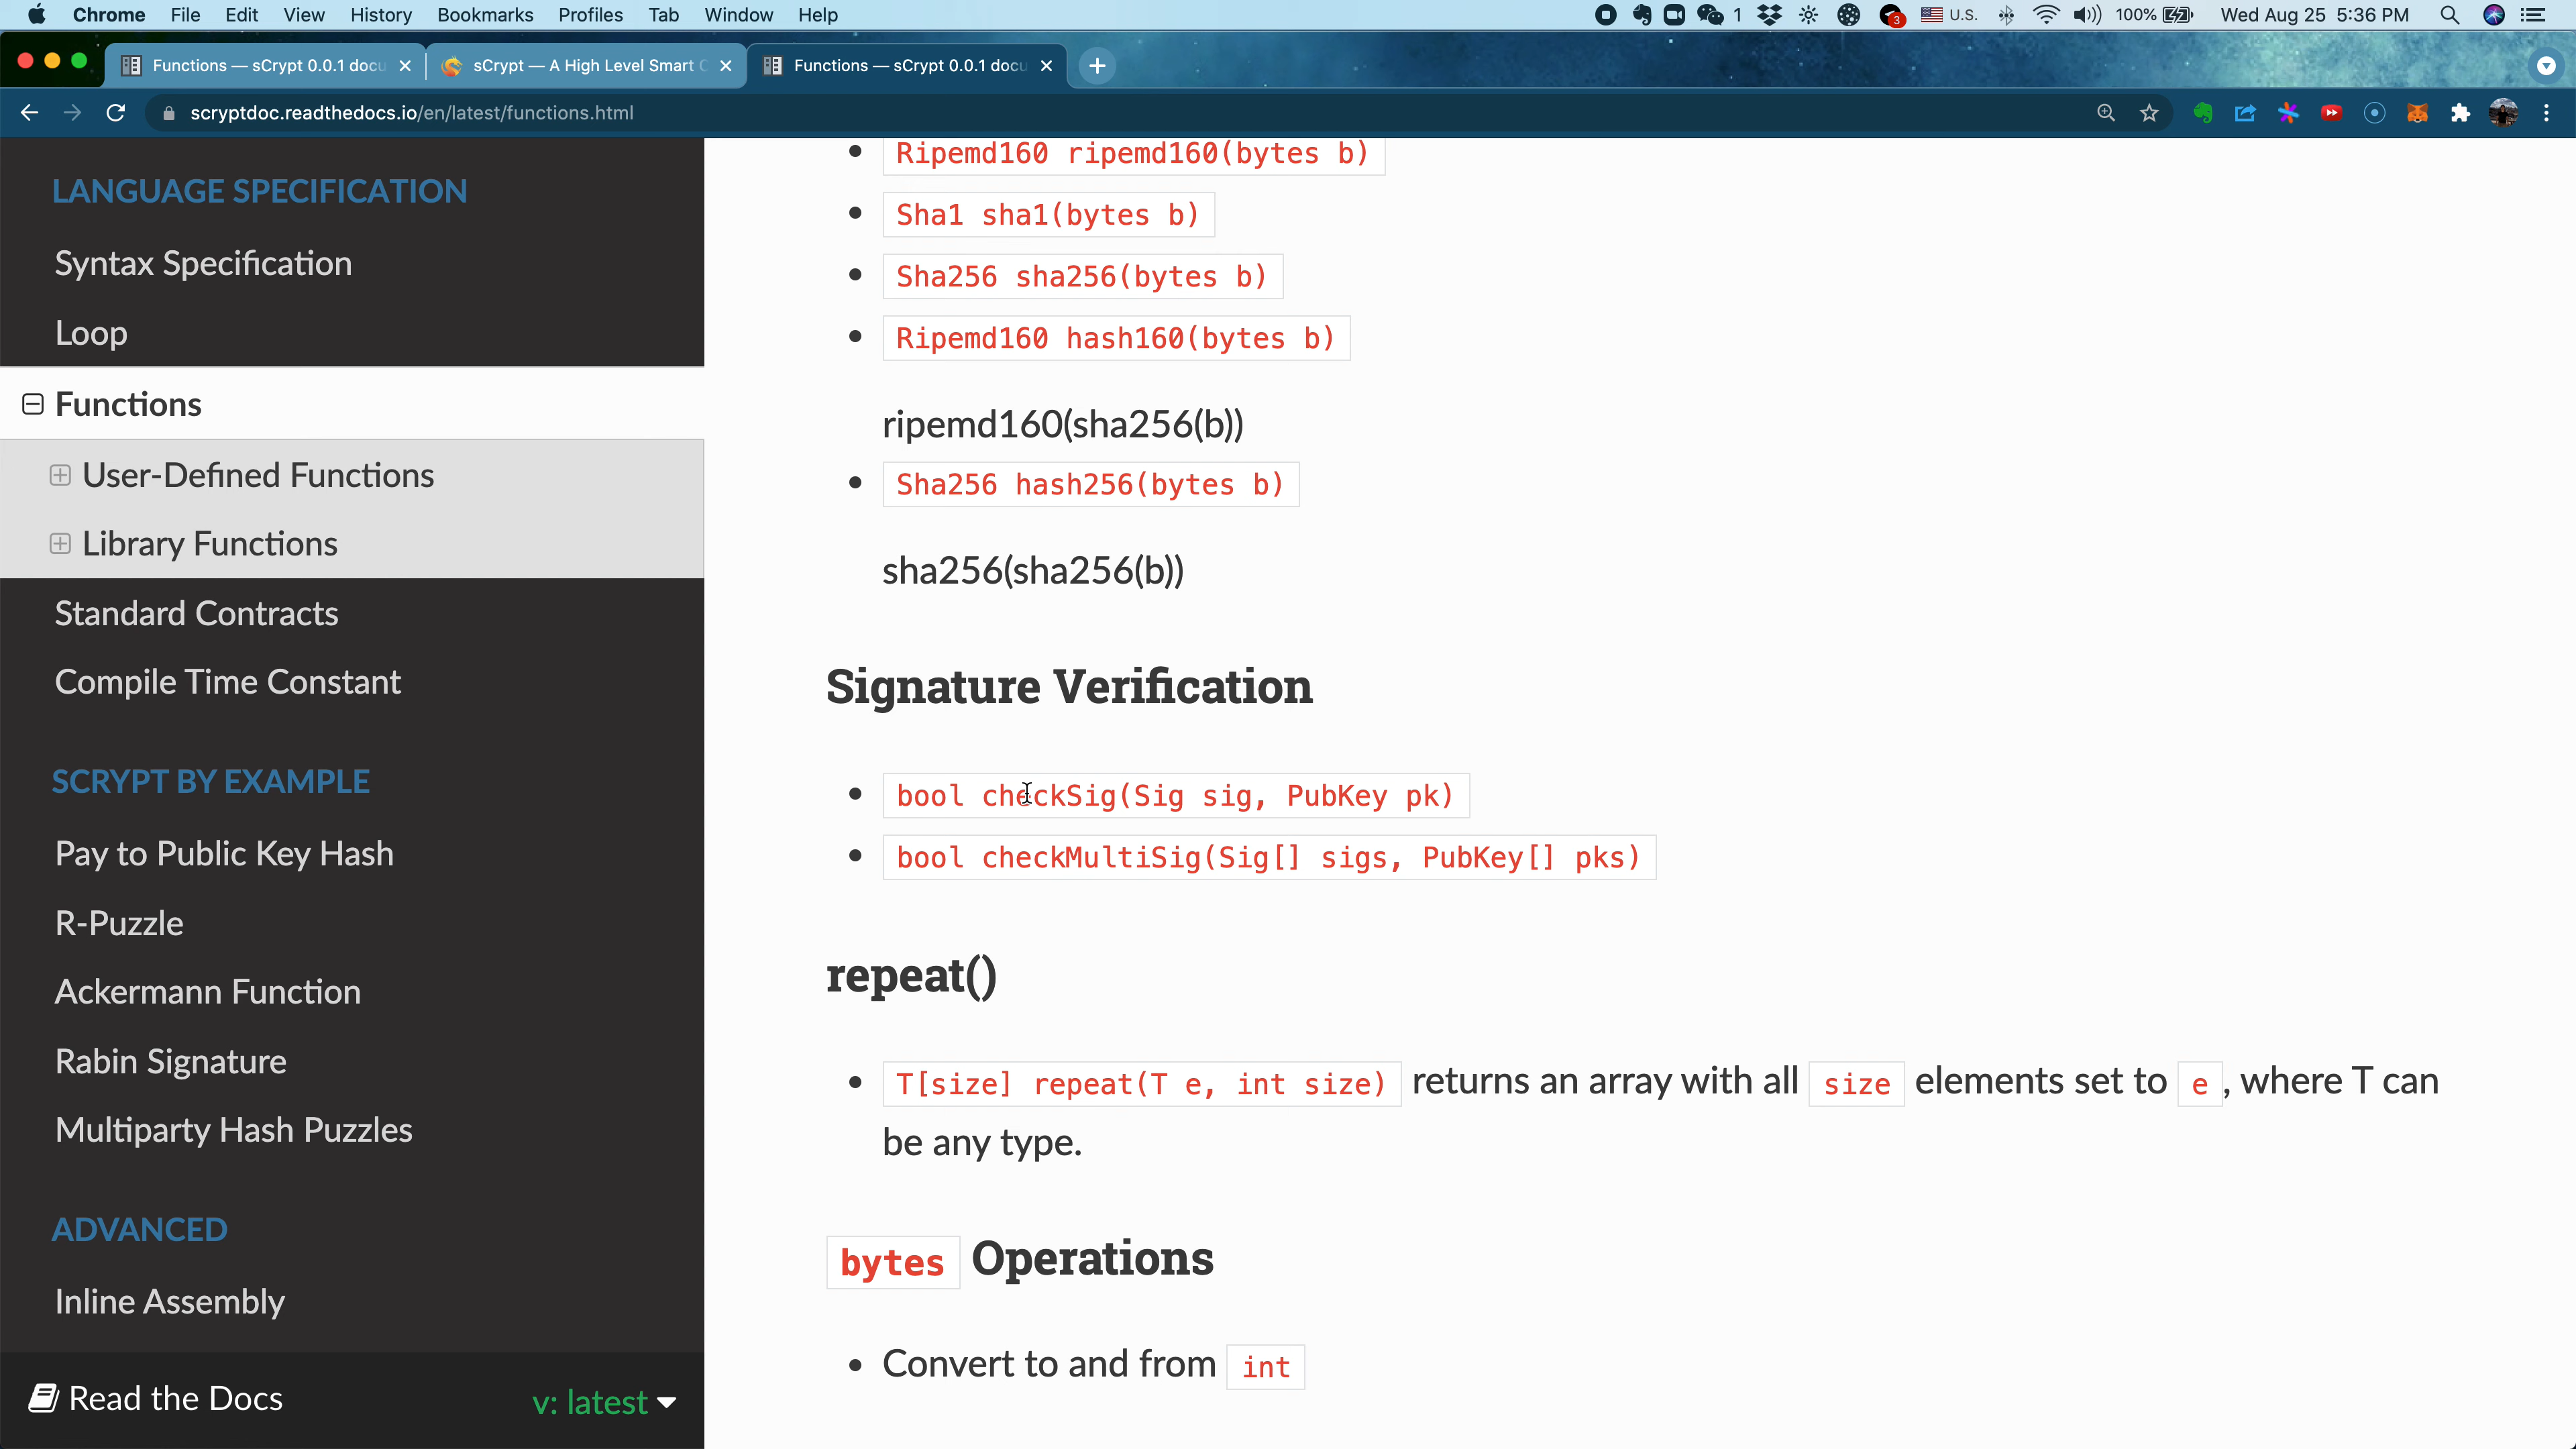 Chrome File Edit View History Bookmarks Profiles Tab Window Help 1 3 U.S. 100% Wed Aug 25 5:36 PM
Functions — sCrypt 0.0.1 docu sCrypt — A High Level Smart C Functions — sCrypt 0.0.1 docu
scryptdoc.readthedocs.io/en/latest/functions.html
LANGUAGE SPECIFICATION
Syntax Specification
Loop
Functions
User-Defined Functions
Library Functions
Standard Contracts
Compile Time Constant
SCRYPT BY EXAMPLE
Pay to Public Key Hash
R-Puzzle
Ackermann Function
Rabin Signature
Multiparty Hash Puzzles
ADVANCED
Inline Assembly
Read the Docs v: latest
Ripemd160 ripemd160(bytes b)
Sha1 sha1(bytes b)
Sha256 sha256(bytes b)
Ripemd160 hash160(bytes b)
ripemd160(sha256(b))
Sha256 hash256(bytes b)
sha256(sha256(b))
Signature Verification
bool checkSig(Sig sig, PubKey pk)
bool checkMultiSig(Sig[] sigs, PubKey[] pks)
repeat()
T[size] repeat(T e, int size) returns an array with all size elements set to e, where T can
be any type.
bytes Operations
Convert to and from int